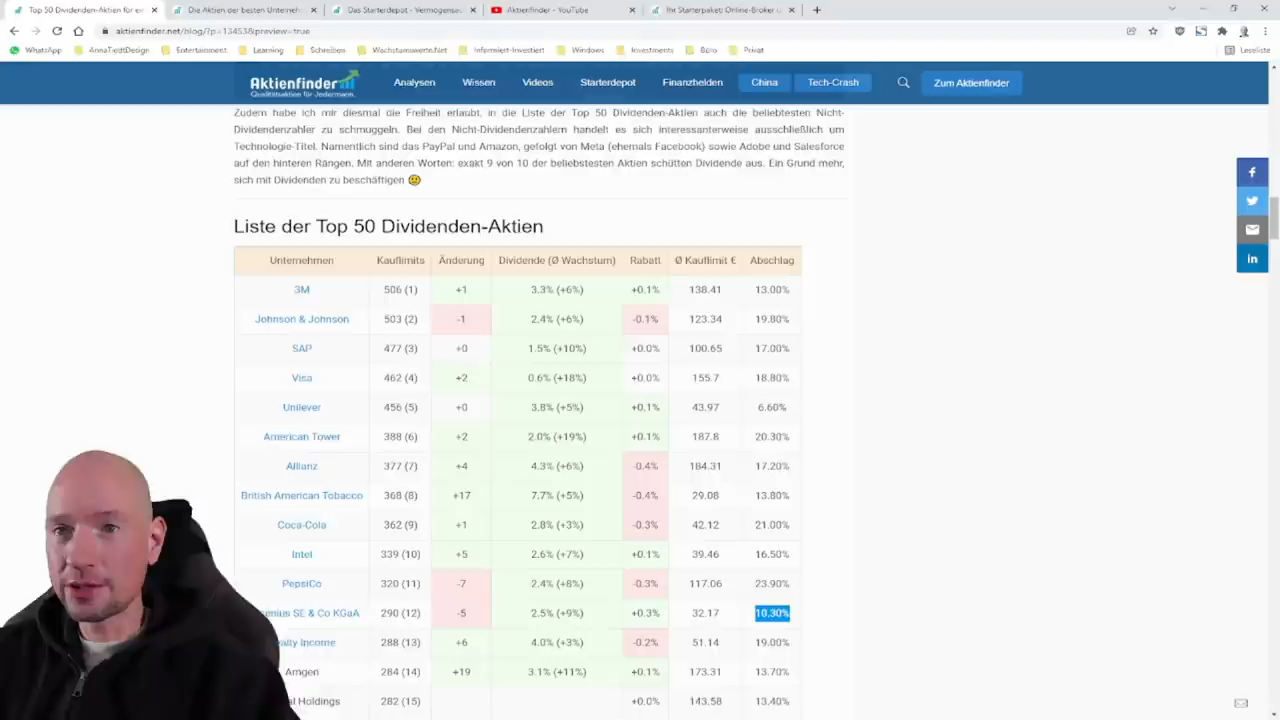 Top 50 Dividenden-Aktien für ei
Die Aktien der besten Unterneh
Das Starterdepot - Vermögensau
Aktienfinder - YouTube
Ihr Starterpaket: Online-Broker u
aktienfinder.net/blog/?p=13453&preview=true
WhatsApp
AnnaTiedtDesign
Entertainment
Learning
Schreiben
Wachstumswerte.Net
Informiert-Investiert
Windows
Investments
Büro
Privat
Leseliste
Aktienfinder
Qualitätsaktien für Jedermann.
Analysen
Wissen
Videos
Starterdepot
Finanzhelden
China
Tech-Crash
Zum Aktienfinder
Zudem habe ich mir diesmal die Freiheit erlaubt, in die Liste der Top 50 Dividenden-Aktien auch die beliebtesten Nicht-
Dividendenzahler zu schmuggeln. Bei den Nicht-Dividendenzahlern handelt es sich interessanterweise ausschließlich um
Technologie-Titel. Namentlich sind das PayPal und Amazon, gefolgt von Meta (ehemals Facebook) sowie Adobe und Salesforce
auf den hinteren Rängen. Mit anderen Worten: exakt 9 von 10 der beliebtesten Aktien schütten Dividende aus. Ein Grund mehr,
sich mit Dividenden zu beschäftigen
Liste der Top 50 Dividenden-Aktien
Unternehmen Kauflimits Änderung Dividende (Ø Wachstum) Rabatt Ø Kauflimit € Abschlag
3M 506 (1) +1 3.3% (+6%) +0.1% 138.41 13.00%
Johnson & Johnson 503 (2) -1 2.4% (+6%) -0.1% 123.34 19.80%
SAP 477 (3) +0 1.5% (+10%) +0.0% 100.65 17.00%
Visa 462 (4) +2 0.6% (+18%) +0.0% 155.7 18.80%
Unilever 456 (5) +0 3.8% (+5%) +0.1% 43.97 6.60%
American Tower 388 (6) +2 2.0% (+19%) +0.1% 187.8 20.30%
Allianz 377 (7) +4 4.3% (+6%) -0.4% 184.31 17.20%
British American Tobacco 368 (8) +17 7.7% (+5%) -0.4% 29.08 13.80%
Coca-Cola 362 (9) +1 2.8% (+3%) -0.3% 42.12 21.00%
Intel 339 (10) +5 2.6% (+7%) +0.1% 39.46 16.50%
PepsiCo 320 (11) -7 2.4% (+8%) -0.3% 117.06 23.90%
enius SE & Co KGaA 290 (12) -5 2.5% (+9%) +0.3% 32.17 10.30%
alty Income 288 (13) +6 4.0% (+3%) -0.2% 51.14 19.00%
Amgen 284 (14) +19 3.1% (+11%) +0.1% 173.31 13.70%
al Holdings 282 (15) +0.0% 143.58 13.40%